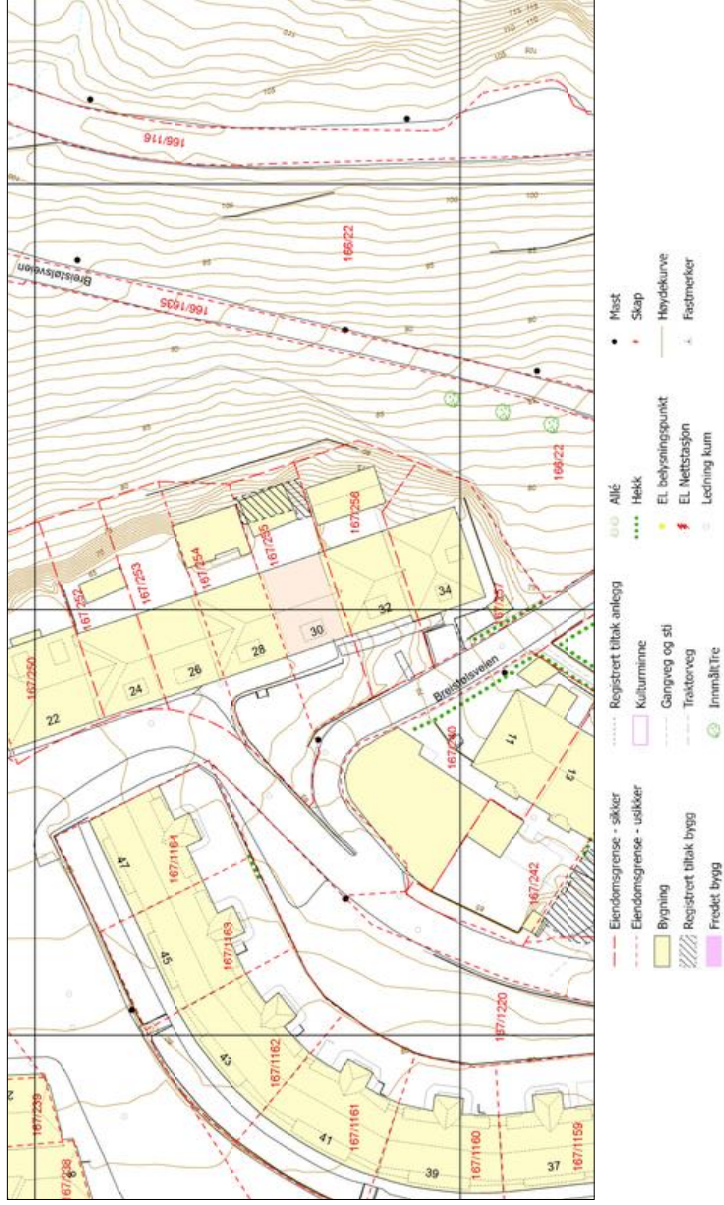 166/116
166/22
Breistølsveien
166/1635
166/22
167/250
167/252
167/253
167/254
167/255
167/256
167/257
22
24
26
28
30
32
34
Breistølsveien
167/240
11
167/242
47
167/1164
45
167/1163
43
167/1162
41
167/1161
39
167/1160
37
167/1159
167/1220
167/239
167/238
Eiendomsgrense - sikker
Eiendomsgrense - usikker
Bygning
Registrert tiltak bygg
Fredet bygg
Registrert tiltak anlegg
Kulturminne
Gangveg og sti
Traktorveg
InnmåltTre
Allé
Hekk
EL belysningspunkt
EL Nettstasjon
Ledning kum
Mast
Skap
Høydekurve
Fastmerker